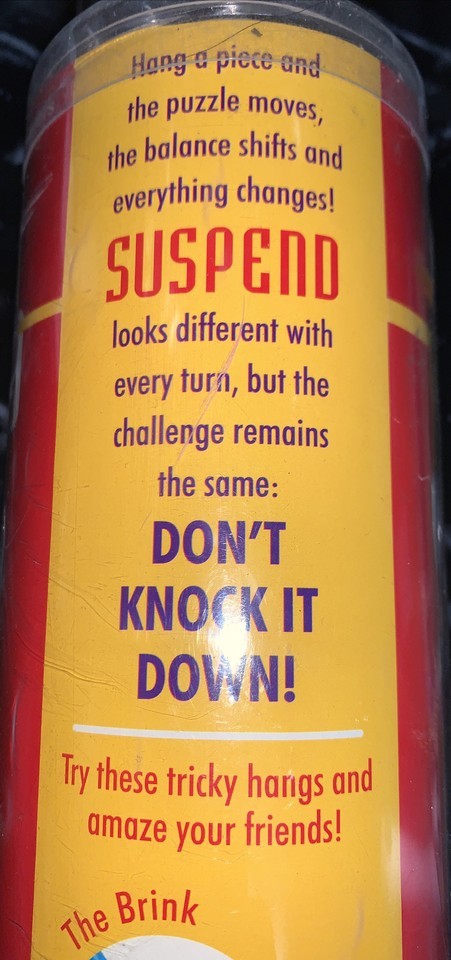 Hang a piece and
the puzzle moves,
the balance shifts and
everything changes!
SUSPEND
looks different with
every turn, but the
challenge remains
the same:
DON'T
KNOCK IT
DOWN!
Try these tricky hangs and
amaze your friends!
The Brink